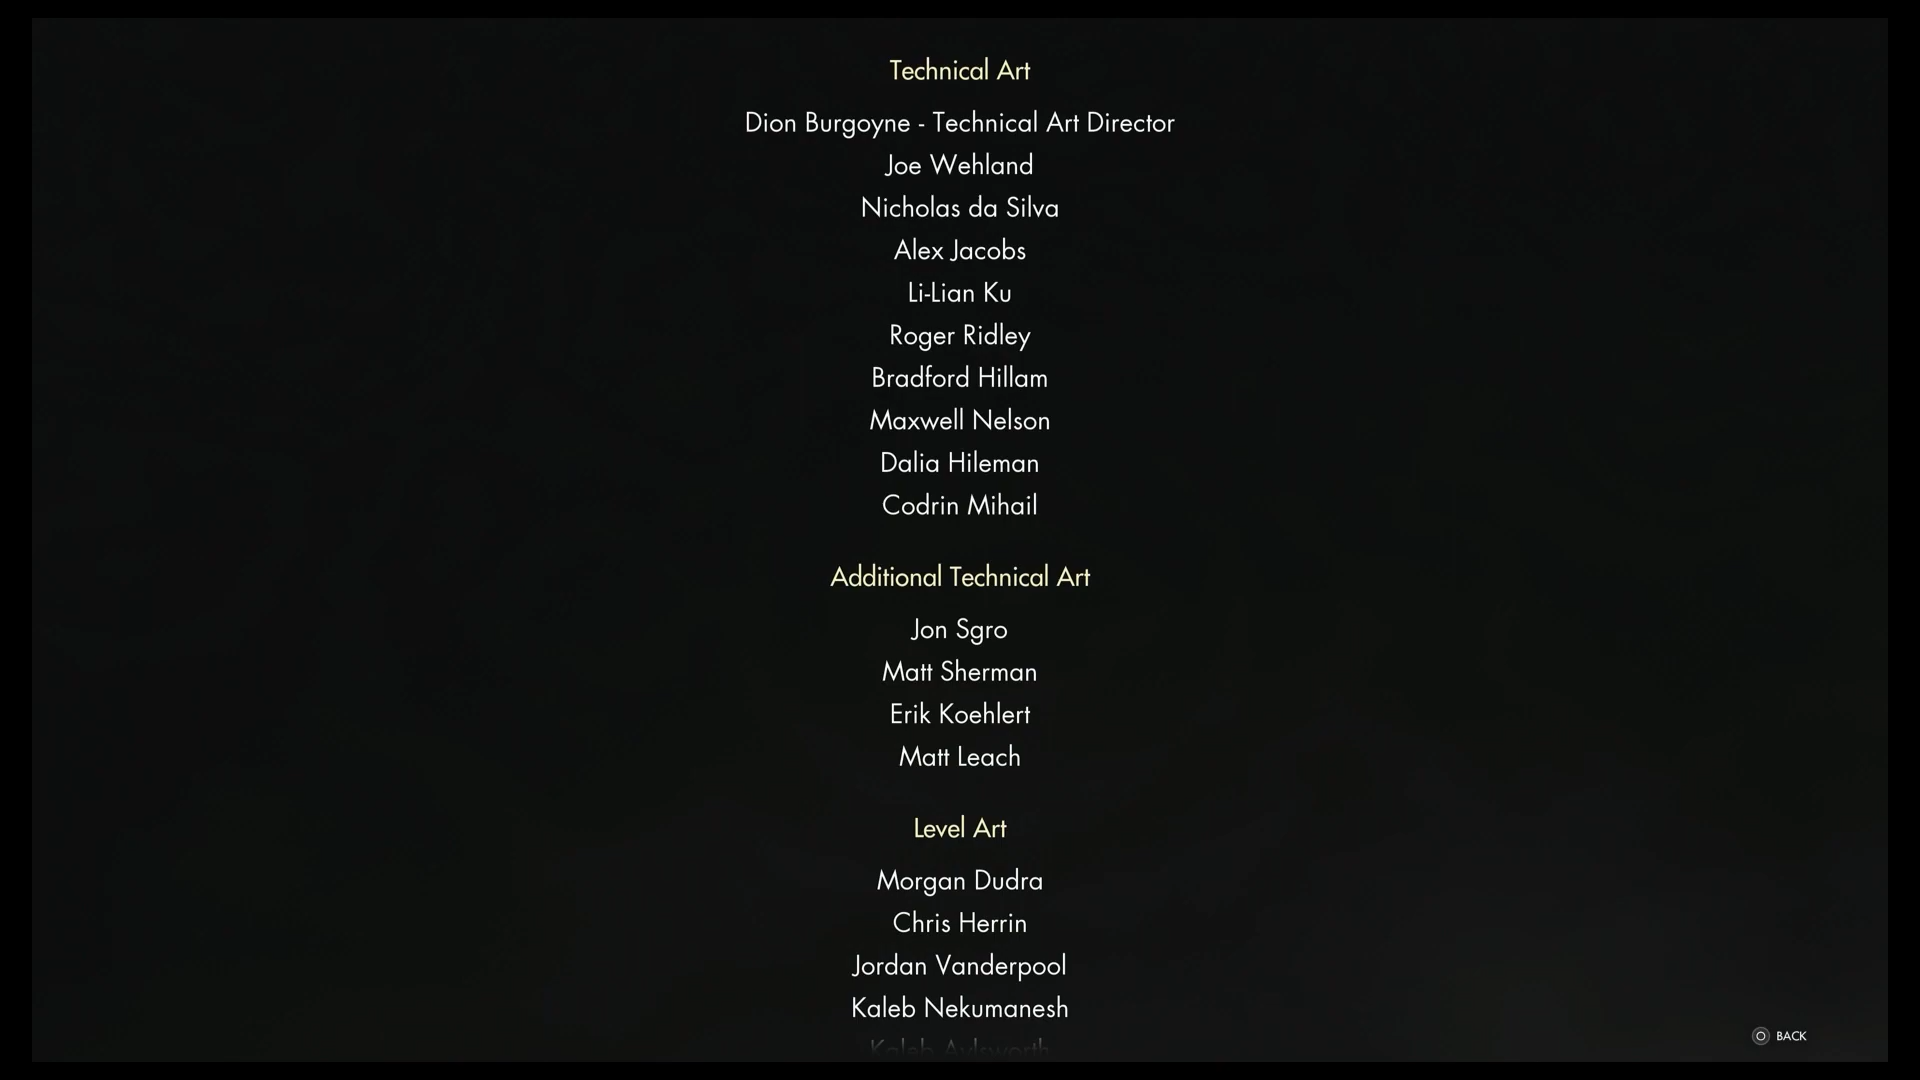 Technical Art
Dion Burgoyne - Technical Art Director
Joe Wehland
Nicholas da Silva
Alex Jacobs
Li-Lian Ku
Roger Ridley
Bradford Hillam
Maxwell Nelson
Dalia Hileman
Codrin Mihail
Additional Technical Art
Jon Sgro
Matt Sherman
Erik Koehlert
Matt Leach
Level Art
Morgan Dudra
Chris Herrin
Jordan Vanderpool
Kaleb Nekumanesh
Kaleb Aylsworth
BACK